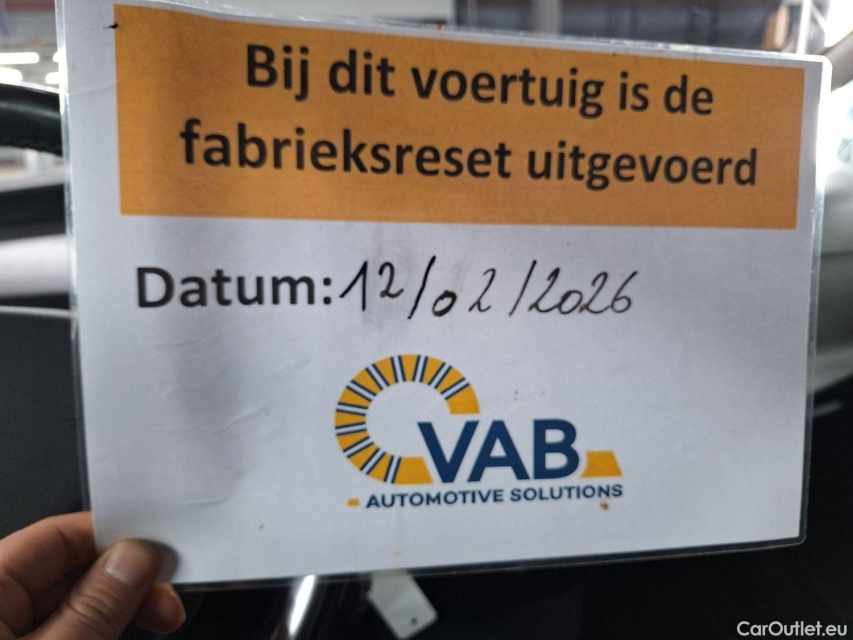 Bij dit voertuig is de
fabrieksreset uitgevoerd
Datum: 12/02/2026
VAB
AUTOMOTIVE SOLUTIONS
CarOutlet.eu